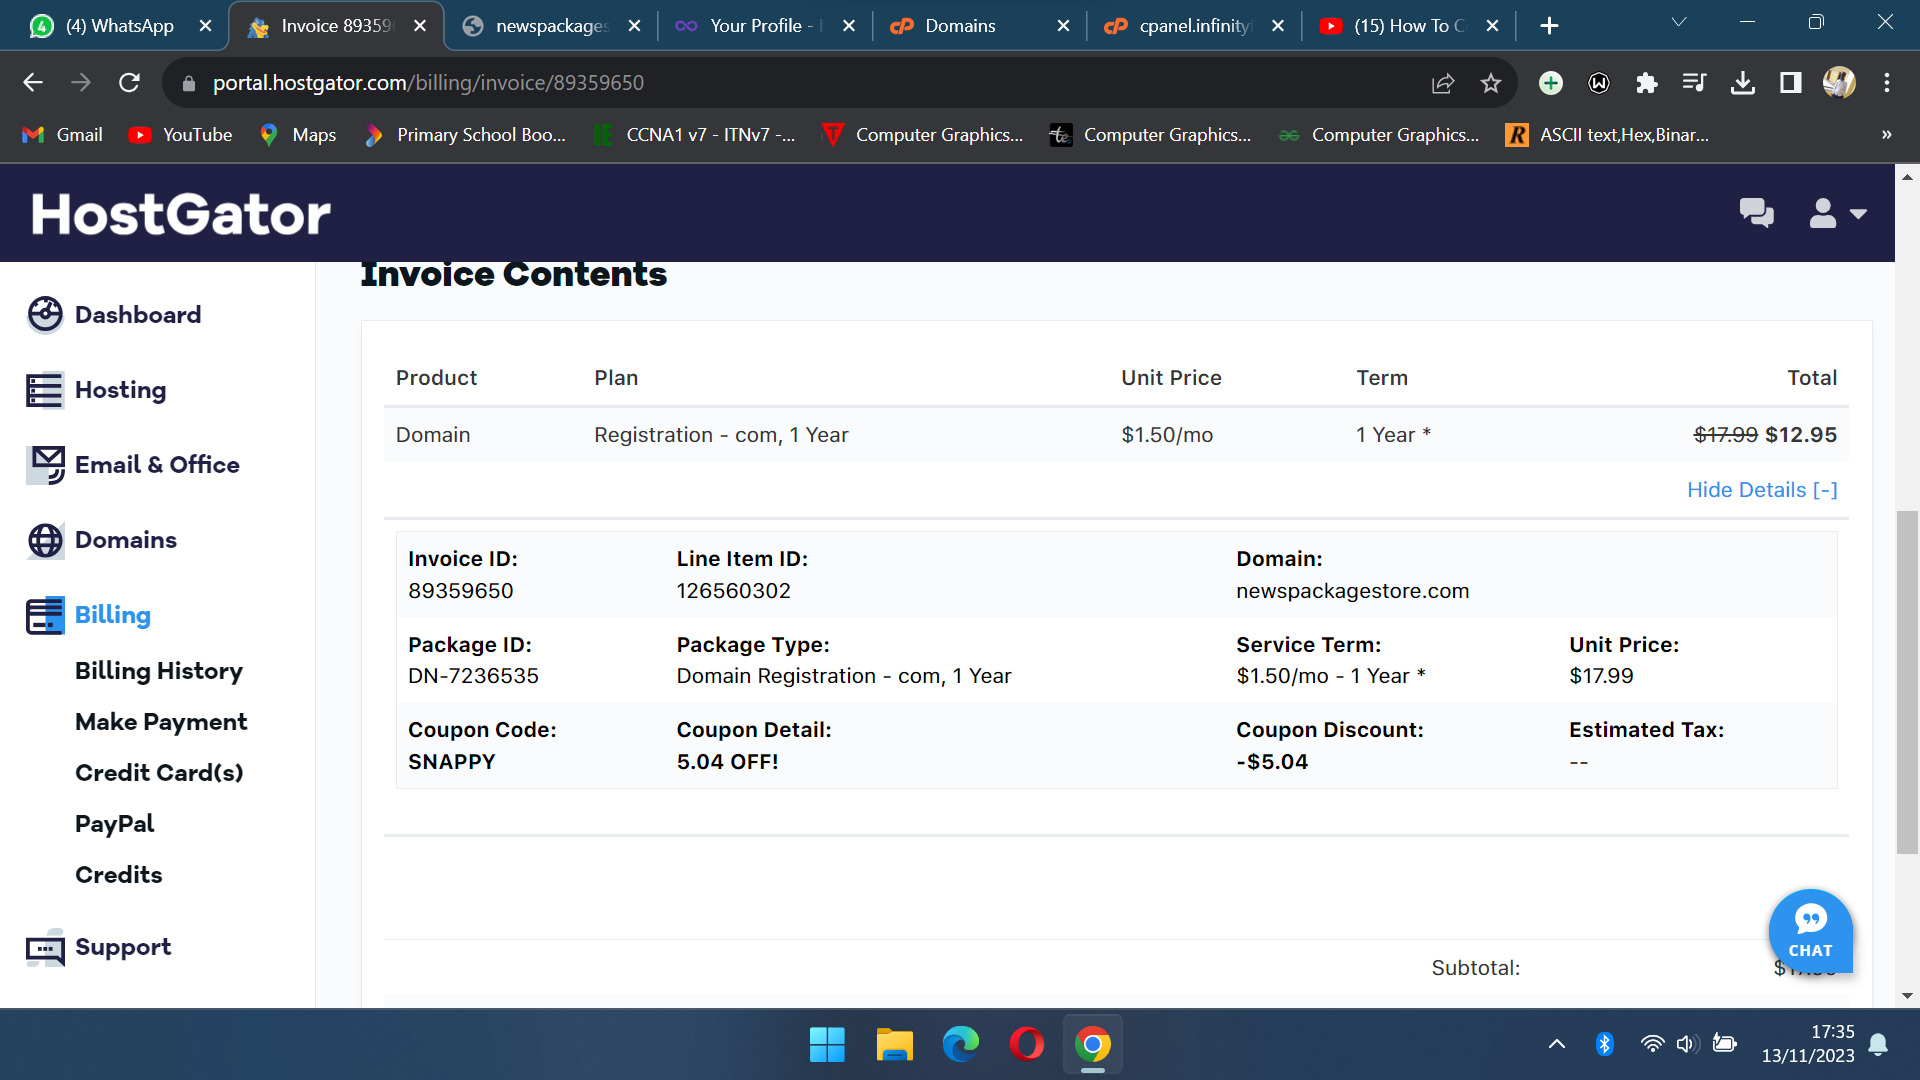 (4) WhatsApp
Invoice 89359
newspackages
Your Profile -
Domains
cpanel.infinity
(15) How To C
portal.hostgator.com/billing/invoice/89359650
Gmail
YouTube
Maps
Primary School Boo...
CCNA1 v7 - ITNv7 -...
Computer Graphics...
Computer Graphics...
Computer Graphics...
ASCII text,Hex,Binar...
»
HostGator
Dashboard
Hosting
Email & Office
Domains
Billing
Billing History
Make Payment
Credit Card(s)
PayPal
Credits
Support
Invoice Contents
Product Plan Unit Price Term Total
Domain Registration - com, 1 Year $1.50/mo 1 Year * $17.99 $12.95
Hide Details [-]
Invoice ID: Line Item ID: Domain:
89359650 126560302 newspackagestore.com
Package ID: Package Type: Service Term: Unit Price:
DN-7236535 Domain Registration - com, 1 Year $1.50/mo - 1 Year * $17.99
Coupon Code: Coupon Detail: Coupon Discount: Estimated Tax:
SNAPPY 5.04 OFF! -$5.04 --
CHAT
Subtotal:
17:35
13/11/2023